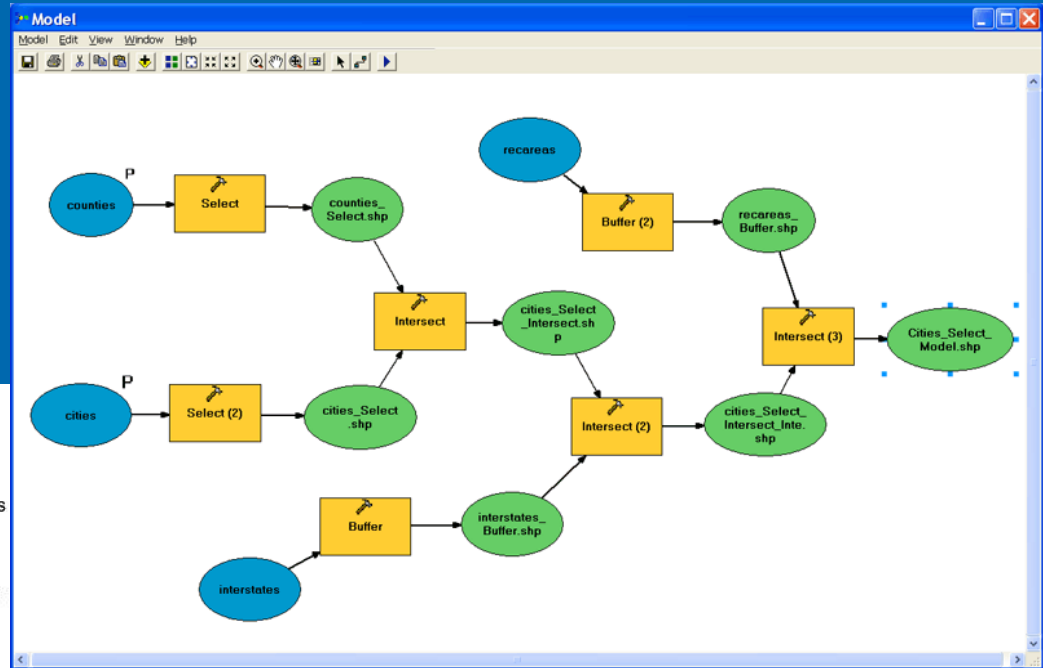 Model
Model Edit View Window Help
recareas
P
counties
Select
counties_
Select.shp
Buffer (2)
recareas_
Buffer.shp
Intersect
cities_Select
_Intersect.sh
p
Intersect (3)
Cities_Select_
Model.shp
P
cities
Select (2)
cities_Select
.shp
Intersect (2)
cities_Select_
Intersect_Inte.
shp
s
Buffer
interstates_
Buffer.shp
interstates